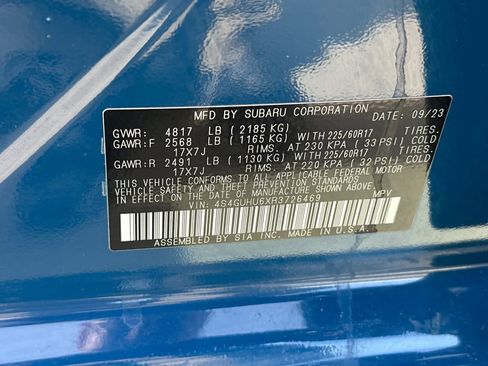 MFD BY SUBARU CORPORATION DATE: 09/23
GVWR: 4817 LB (2185 KG)
GAWR:F 2568 LB (1165 KG) WITH 225/60R17 TIRES.
17X7J RIMS. AT 230 KPA (33 PSI) COLD
GAWR:R 2491 LB (1130 KG) WITH 225/60R17 TIRES.
17X7J RIMS. AT 220 KPA (32 PSI) COLD
THIS VEHICLE CONFORMS TO ALL APPLICABLE FEDERAL MOTOR
VEHICLE SAFETY AND THEFT PREVENTION STANDARDS
IN EFFECT ON THE DATE OF MANUFACTURE SHOWN ABOVE.
VIN: 4S4GUHU6XR3726469 MPV
ASSEMBLED BY SIA INC. MADE IN U.S.A.